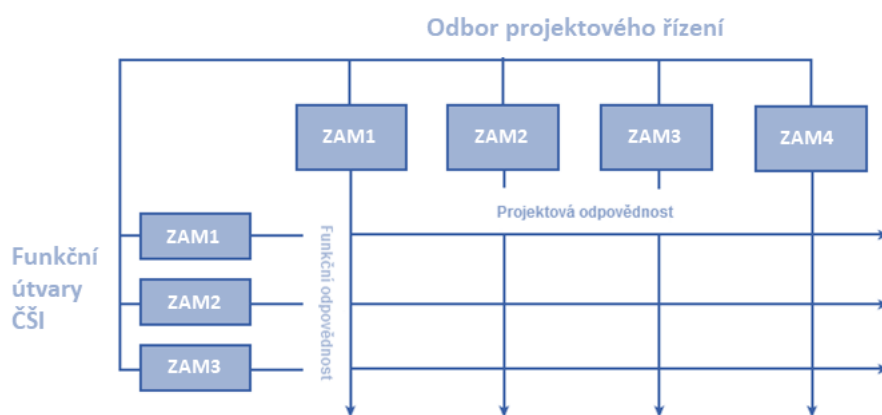 Odbor projektového řízení
ZAM1
ZAM2
ZAM3
ZAM4
Projektová odpovědnost
Funkční odpovědnost
Funkční
útvary
ČŠI
ZAM1
ZAM2
ZAM3